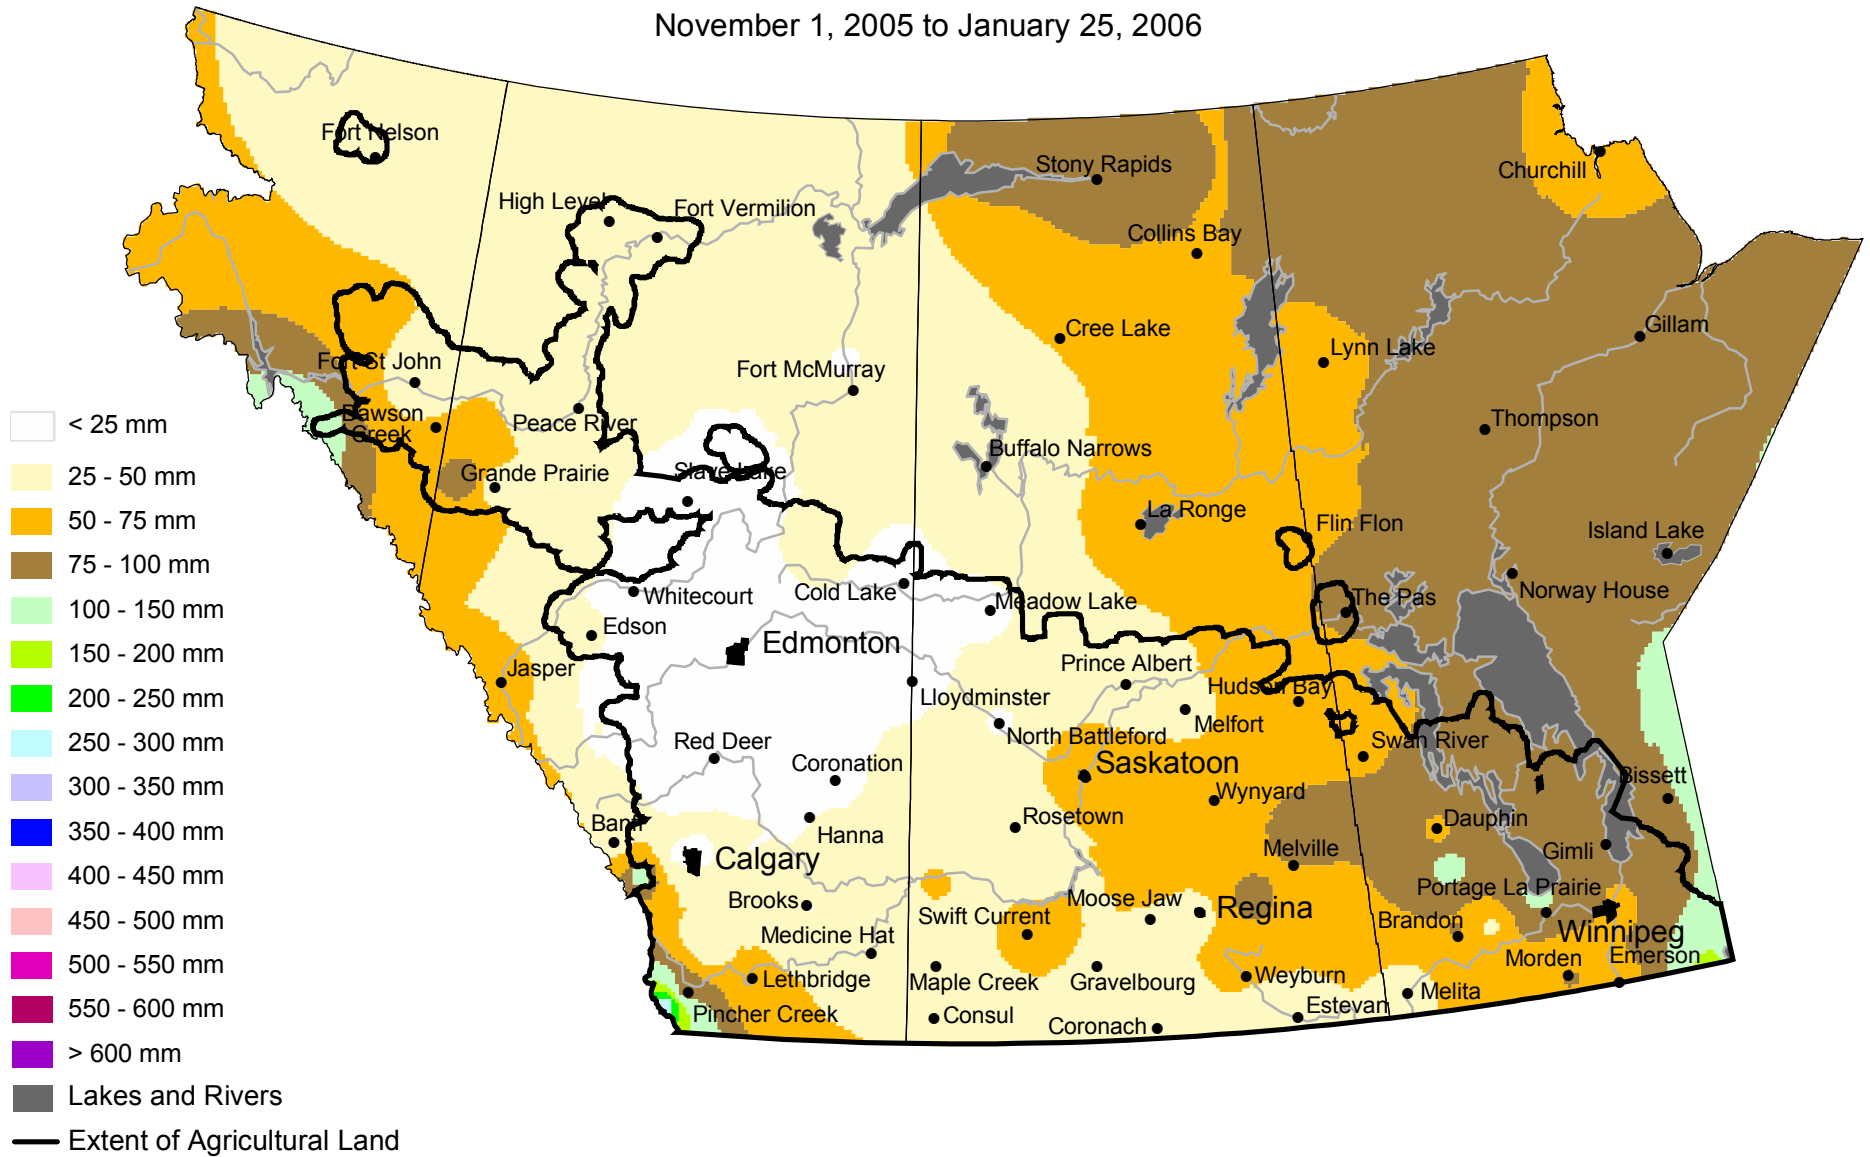 November 1, 2005 to January 25, 2006
Fort Nelson
Stony Rapids
Churchill
High Level
Fort Vermilion
Collins Bay
Cree Lake
Lynn Lake
Gillam
Fort St John
Fort McMurray
Dawson
Creek
Peace River
Thompson
Buffalo Narrows
Grande Prairie
Slave Lake
La Ronge
Flin Flon
Island Lake
Whitecourt
Cold Lake
Meadow Lake
The Pas
Norway House
Edson
Edmonton
Jasper
Prince Albert
Hudson Bay
Lloydminster
Melfort
North Battleford
Swan River
Red Deer
Coronation
Saskatoon
Bissett
Wynyard
Banff
Hanna
Rosetown
Dauphin
Calgary
Melville
Gimli
Brooks
Swift Current
Moose Jaw
Regina
Portage La Prairie
Brandon
Winnipeg
Medicine Hat
Morden
Emerson
Lethbridge
Maple Creek
Gravelbourg
Weyburn
Melita
Pincher Creek
Consul
Coronach
Estevan
< 25 mm
25 - 50 mm
50 - 75 mm
75 - 100 mm
100 - 150 mm
150 - 200 mm
200 - 250 mm
250 - 300 mm
300 - 350 mm
350 - 400 mm
400 - 450 mm
450 - 500 mm
500 - 550 mm
550 - 600 mm
> 600 mm
Lakes and Rivers
Extent of Agricultural Land